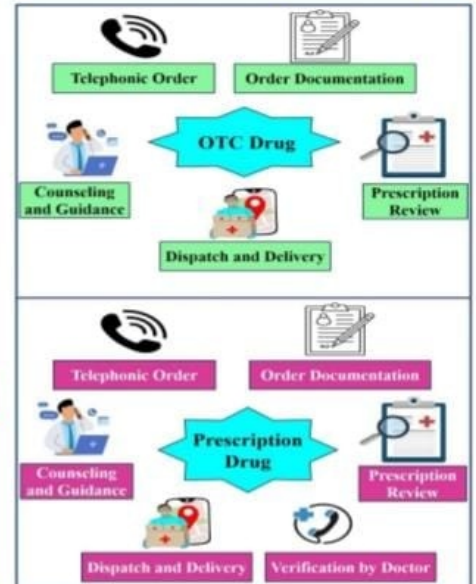 Telephonic Order
Order Documentation
OTC Drug
Counseling
and Guidance
Prescription
Review
Dispatch and Delivery
Telephonic Order
Order Documentation
Prescription
Drug
Counseling
and Guidance
Prescription
Review
Dispatch and Delivery
Verification by Doctor